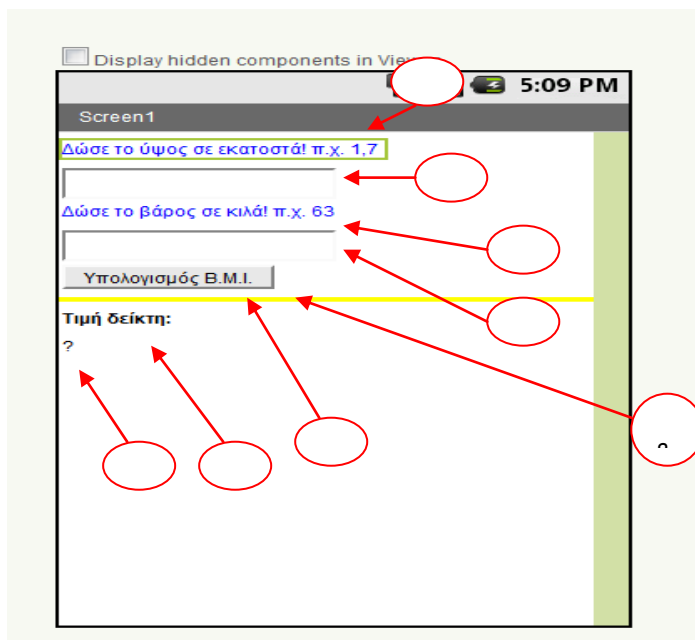 Display hidden components in
5:09 PM
Screen1
Δώσε το ύψος σε εκατοστά! π.χ. 1,7
Δώσε το βάρος σε κιλά! π.χ. 63
Υπολογισμός Β.Μ.Ι.
Τιμή δείκτη:
?